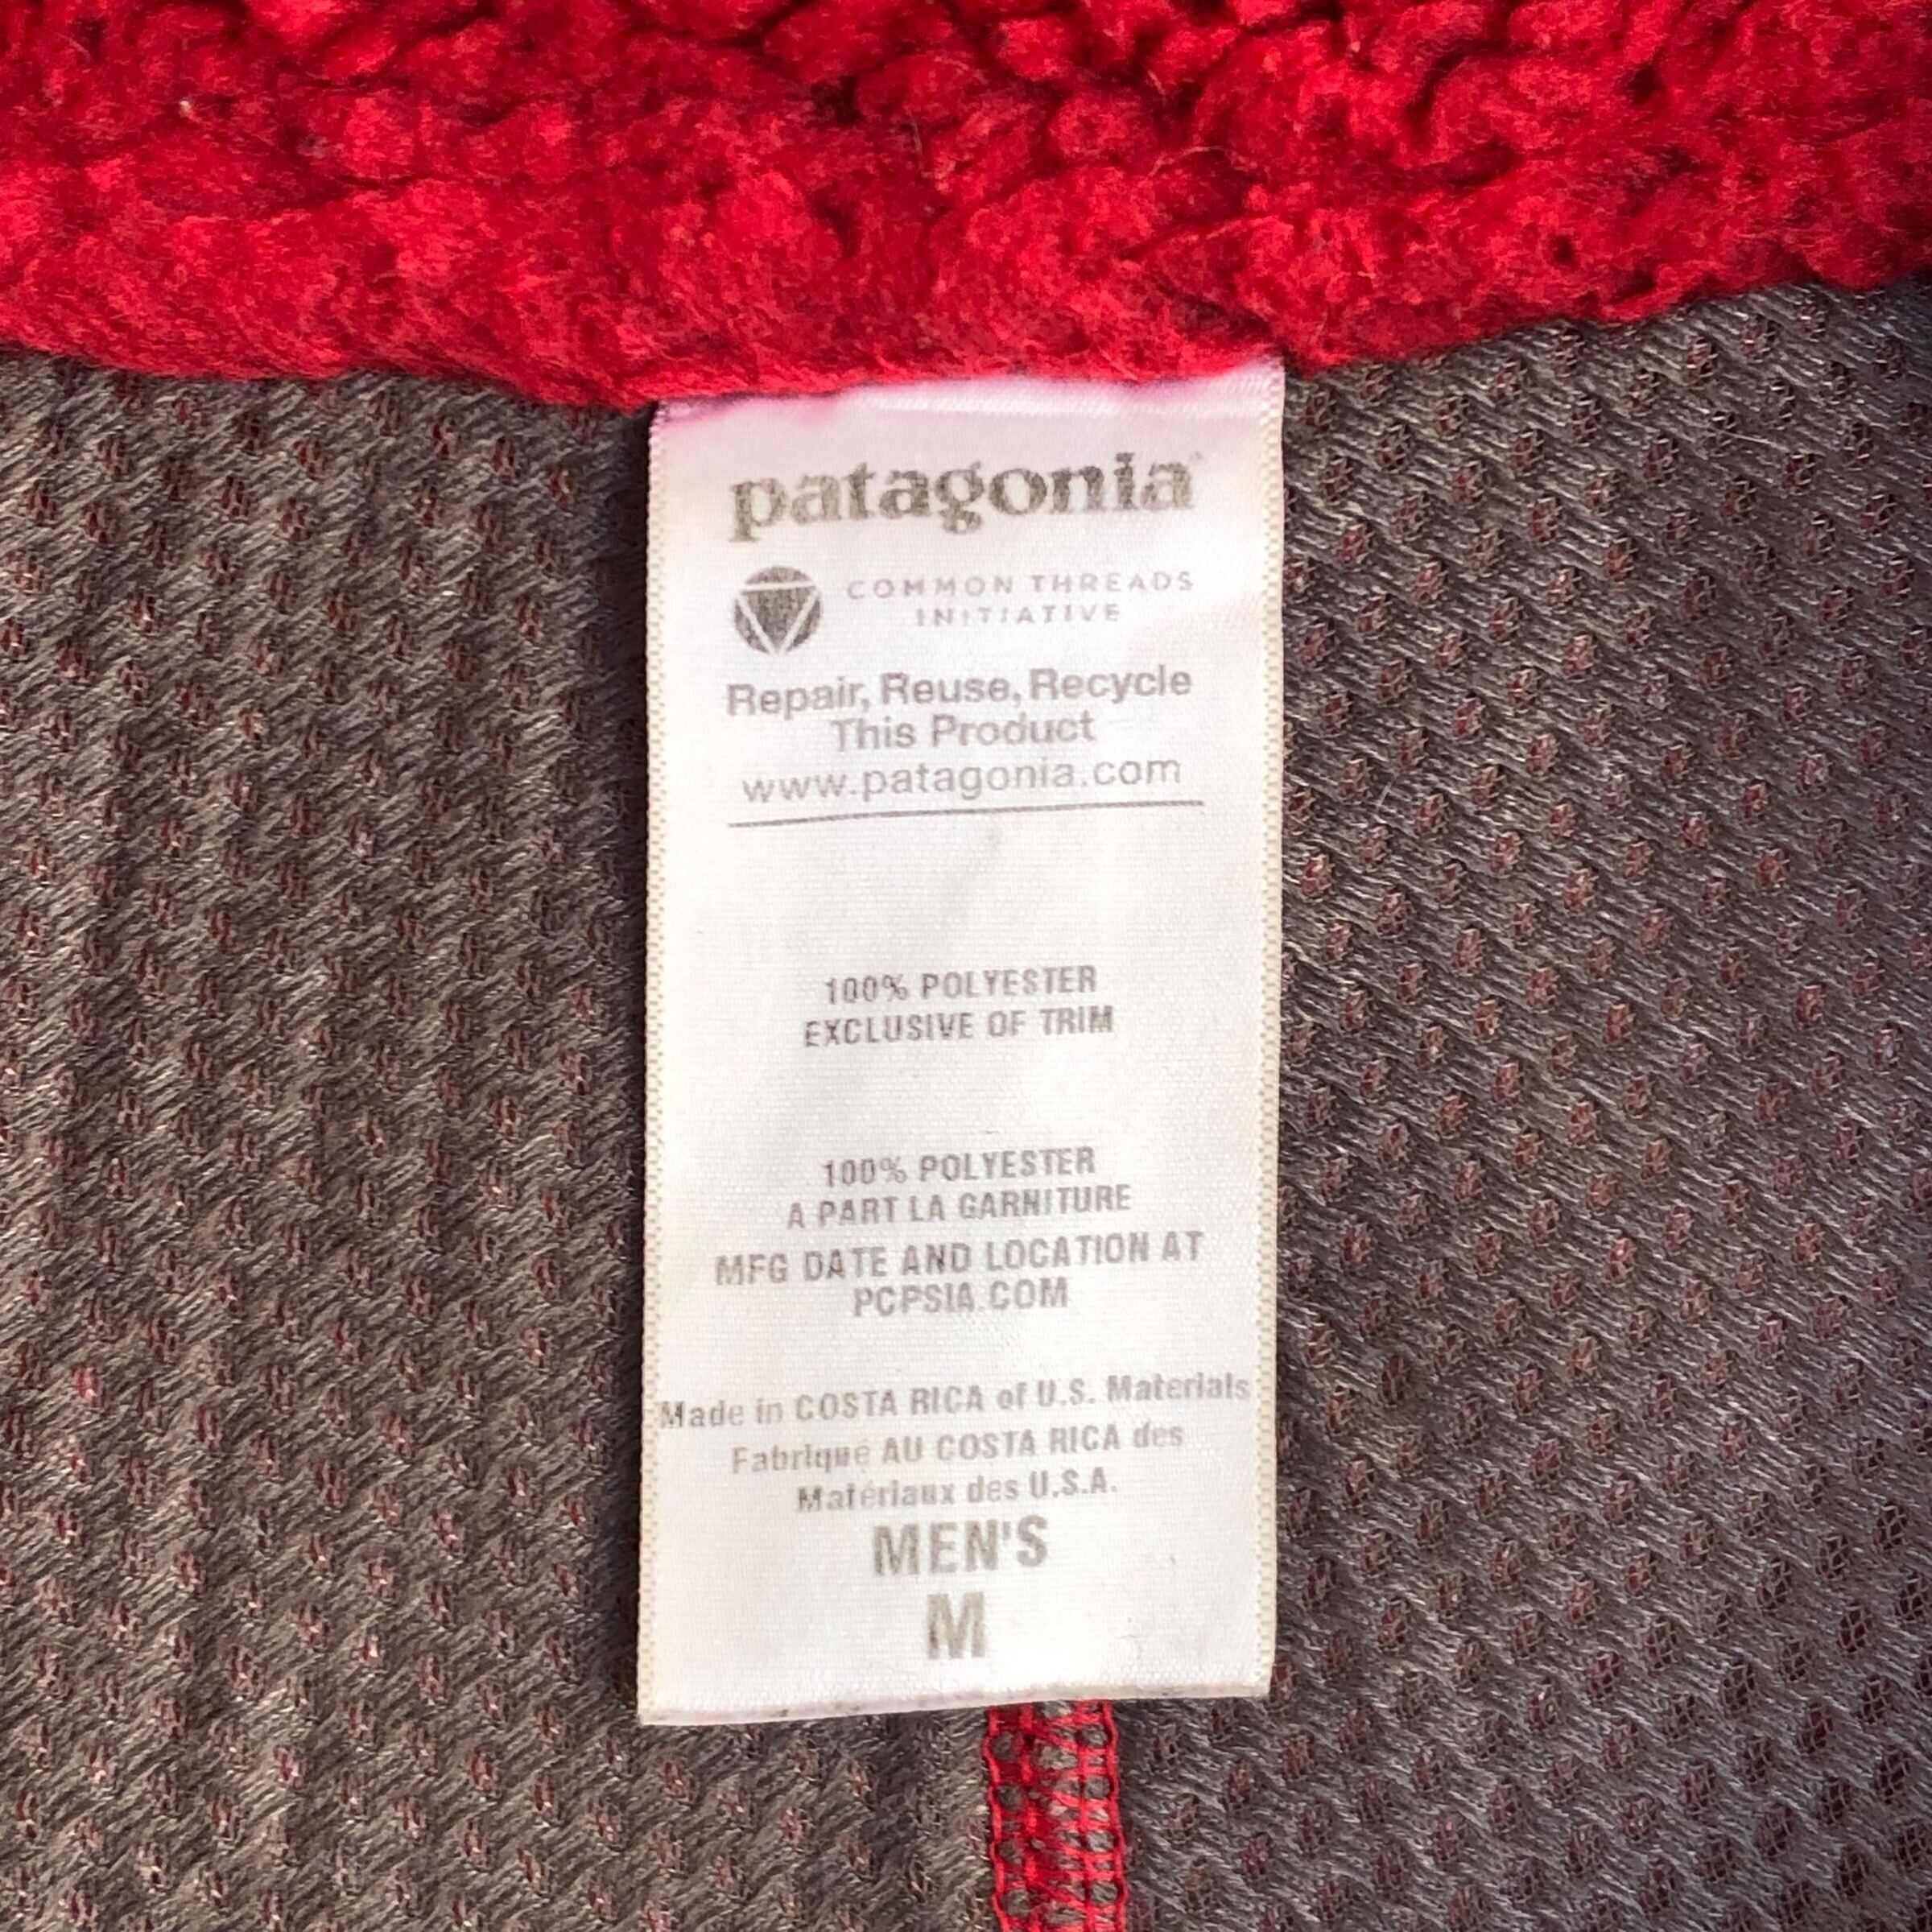 patagonia
COMMON THREADS
INITIATIVE
Repair, Reuse, Recycle
This Product
www.patagonia.com
100% POLYESTER
EXCLUSIVE OF TRIM
100% POLYESTER
A PART LA GARNITURE
MFG DATE AND LOCATION AT
PCPSIA.COM
Made in COSTA RICA of U.S. Materials
Fabriqué AU COSTA RICA des
Matériaux des U.S.A.
MEN'S
M